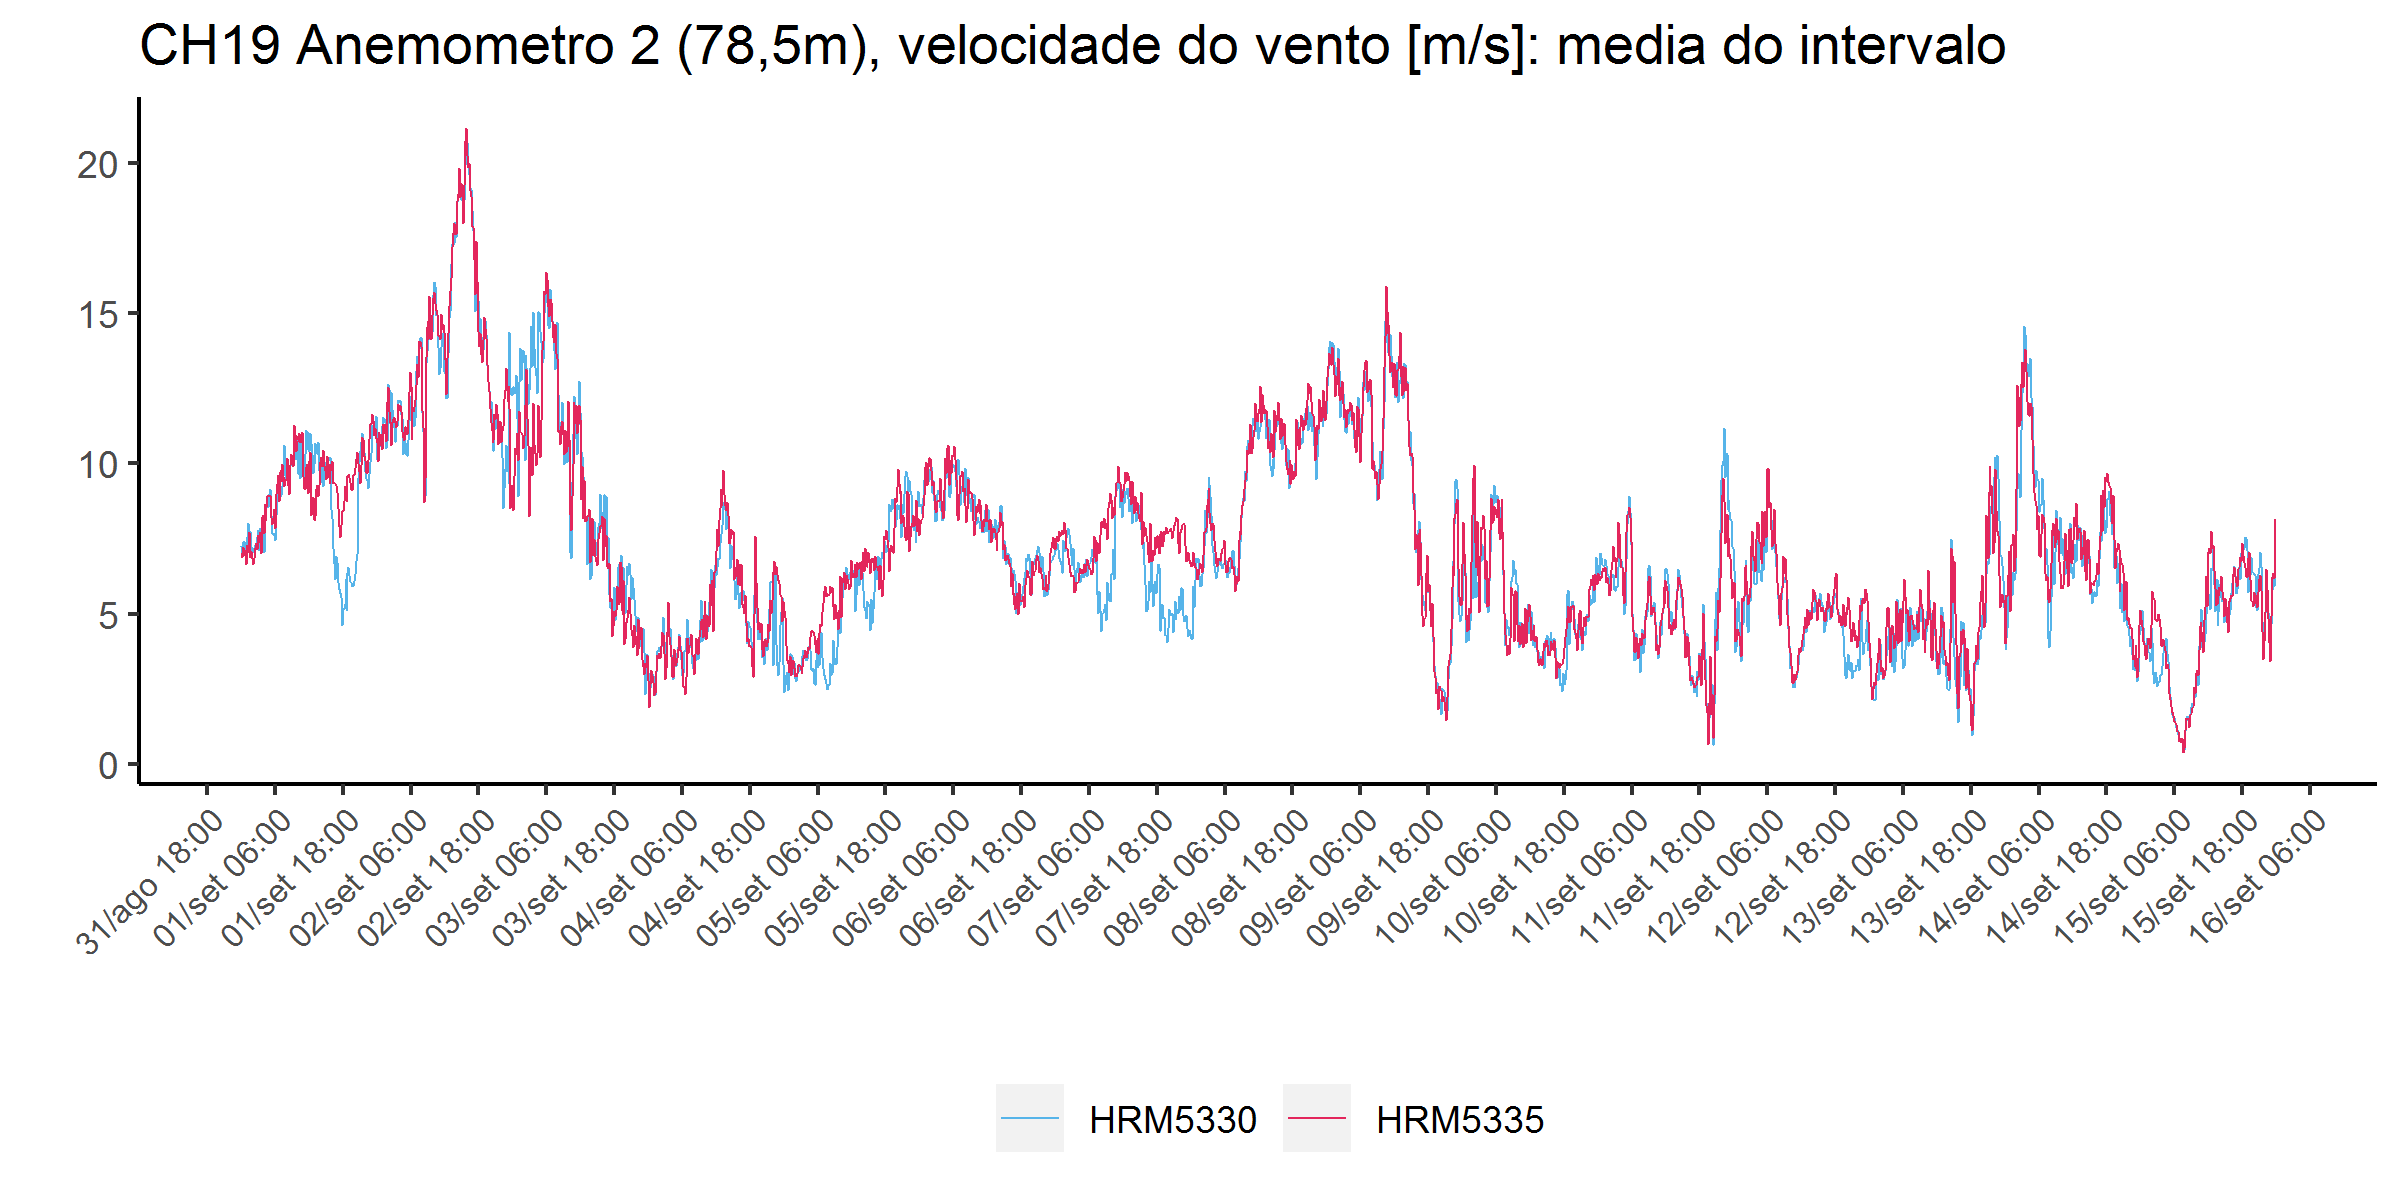 CH19 Anemometro 2 (78,5m), velocidade do vento [m/s]: media do intervalo
20
15
10
5
0
31/ago 18:00
01/set 06:00
01/set 18:00
02/set 06:00
02/set 18:00
03/set 06:00
03/set 18:00
04/set 06:00
04/set 18:00
05/set 06:00
05/set 18:00
06/set 06:00
06/set 18:00
07/set 06:00
07/set 18:00
08/set 06:00
08/set 18:00
09/set 06:00
09/set 18:00
10/set 06:00
10/set 18:00
11/set 06:00
11/set 18:00
12/set 06:00
12/set 18:00
13/set 06:00
13/set 18:00
14/set 06:00
14/set 18:00
15/set 06:00
15/set 18:00
16/set 06:00
HRM5330 HRM5335